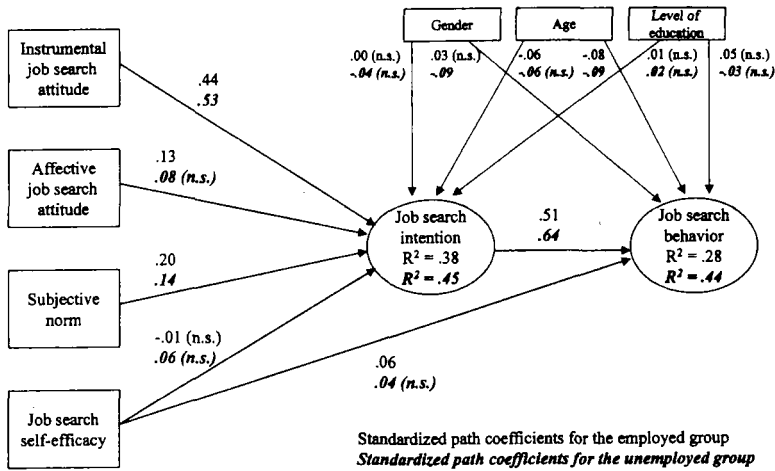 Gender
Age
Level of
education
Instrumental
job search
attitude
.00 (n.s.) .03 (n.s.) -.06 -.08 .01 (n.s.) .05 (n.s.)
-.04 (n.s.) -.09 -.06 (n.s.) -.09 .02 (n.s.) -.03 (n.s.)
.44
.53
Affective
job search
attitude
.13
.08 (n.s.)
Job search
intention
R² = .38
R² = .45
.51
.64
Job search
behavior
R² = .28
R² = .44
Subjective
norm
.20
.14
-.01 (n.s.)
.06 (n.s.)
.06
.04 (n.s.)
Job search
self-efficacy
Standardized path coefficients for the employed group
Standardized path coefficients for the unemployed group